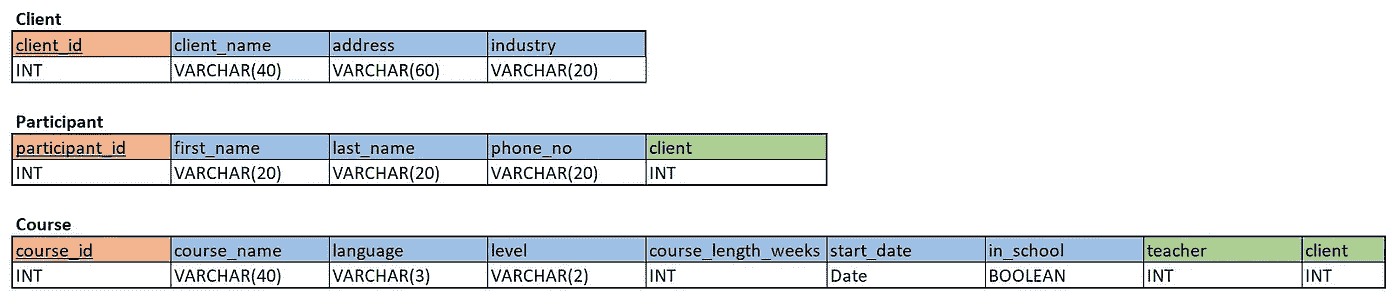 Client
client_id client_name address industry
INT VARCHAR(40) VARCHAR(60) VARCHAR(20)
Participant
participant_id first_name last_name phone_no client
INT VARCHAR(20) VARCHAR(20) VARCHAR(20) INT
Course
course_id course_name language level course_length_weeks start_date in_school teacher client
INT VARCHAR(40) VARCHAR(3) VARCHAR(2) INT Date BOOLEAN INT INT